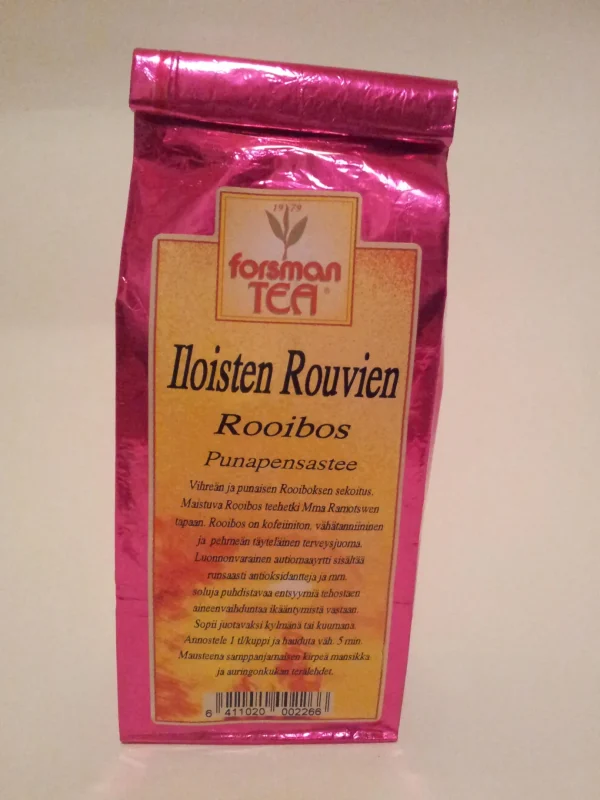 1979
forsman
TEA®
Iloisten Rouvien
Rooibos
Punapensastee
Vihreän ja punaisen Rooiboksen sekoitus.
Maistuva Rooibos teehetki Mma Ramotswen
tapaan. Rooibos on kofeiiniton, vähätanniininen
ja pehmeän täyteläinen terveysjuoma.
Luonnonvarainen autiomaayrtti sisältää
runsaasti antioksidantteja ja mm.
soluja puhdistavaa entsyymiä tehostaen
aineenvaihduntaa ikääntymistä vastaan.
Sopii juotavaksi kylmänä tai kuumana.
Annostele 1 tl/kuppi ja hauduta väh. 5 min.
Mausteena samppanjamaisen kirpeä mansikka
ja auringonkukan terälehdet.
6 411020 002266